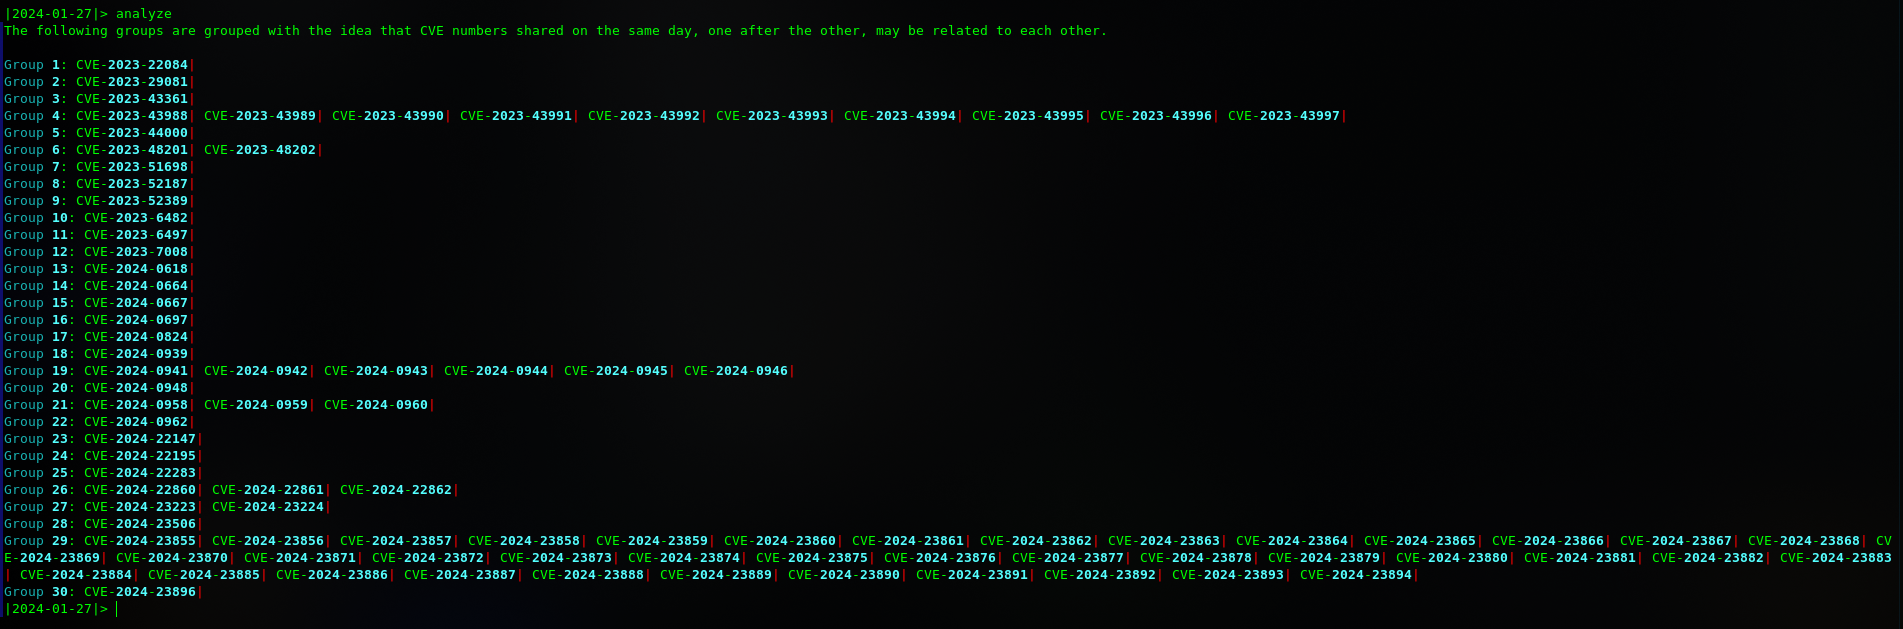 |2024-01-27|> analyze
The following groups are grouped with the idea that CVE numbers shared on the same day, one after the other, may be related to each other.
Group 1: CVE-2023-22084|
Group 2: CVE-2023-29081|
Group 3: CVE-2023-43361|
Group 4: CVE-2023-43988| CVE-2023-43989| CVE-2023-43990| CVE-2023-43991| CVE-2023-43992| CVE-2023-43993| CVE-2023-43994| CVE-2023-43995| CVE-2023-43996| CVE-2023-43997|
Group 5: CVE-2023-44000|
Group 6: CVE-2023-48201| CVE-2023-48202|
Group 7: CVE-2023-51698|
Group 8: CVE-2023-52187|
Group 9: CVE-2023-52389|
Group 10: CVE-2023-6482|
Group 11: CVE-2023-6497|
Group 12: CVE-2023-7008|
Group 13: CVE-2024-0618|
Group 14: CVE-2024-0664|
Group 15: CVE-2024-0667|
Group 16: CVE-2024-0697|
Group 17: CVE-2024-0824|
Group 18: CVE-2024-0939|
Group 19: CVE-2024-0941| CVE-2024-0942| CVE-2024-0943| CVE-2024-0944| CVE-2024-0945| CVE-2024-0946|
Group 20: CVE-2024-0948|
Group 21: CVE-2024-0958| CVE-2024-0959| CVE-2024-0960|
Group 22: CVE-2024-0962|
Group 23: CVE-2024-22147|
Group 24: CVE-2024-22195|
Group 25: CVE-2024-22283|
Group 26: CVE-2024-22860| CVE-2024-22861| CVE-2024-22862|
Group 27: CVE-2024-23223| CVE-2024-23224|
Group 28: CVE-2024-23506|
Group 29: CVE-2024-23855| CVE-2024-23856| CVE-2024-23857| CVE-2024-23858| CVE-2024-23859| CVE-2024-23860| CVE-2024-23861| CVE-2024-23862| CVE-2024-23863| CVE-2024-23864| CVE-2024-23865| CVE-2024-23866| CVE-2024-23867| CVE-2024-23868| CV
E-2024-23869| CVE-2024-23870| CVE-2024-23871| CVE-2024-23872| CVE-2024-23873| CVE-2024-23874| CVE-2024-23875| CVE-2024-23876| CVE-2024-23877| CVE-2024-23878| CVE-2024-23879| CVE-2024-23880| CVE-2024-23881| CVE-2024-23882| CVE-2024-23883
| CVE-2024-23884| CVE-2024-23885| CVE-2024-23886| CVE-2024-23887| CVE-2024-23888| CVE-2024-23889| CVE-2024-23890| CVE-2024-23891| CVE-2024-23892| CVE-2024-23893| CVE-2024-23894|
Group 30: CVE-2024-23896|
|2024-01-27|>